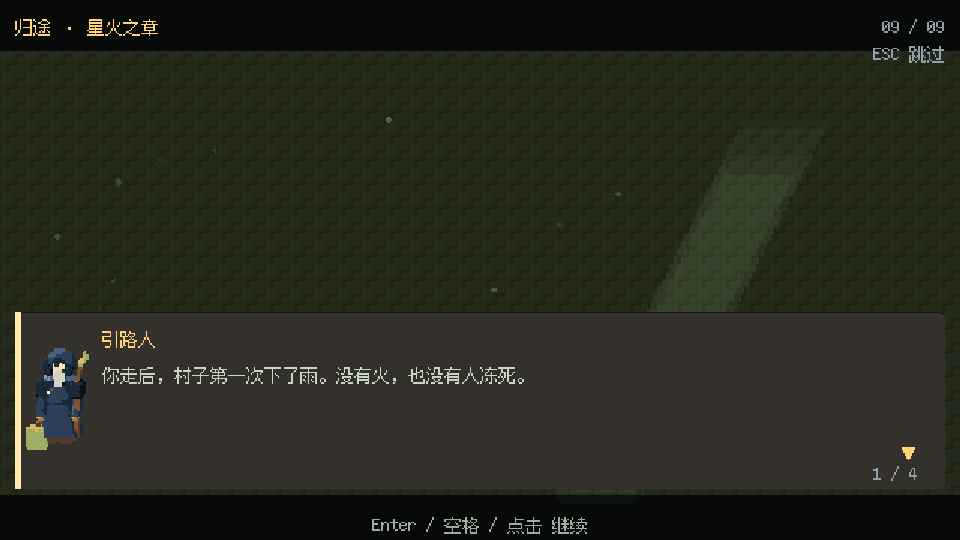 归途 · 星火之章
09 / 09
ESC 跳过
引路人
你走后，村子第一次下了雨。没有火，也没有人冻死。
1 / 4
Enter / 空格 / 点击 继续